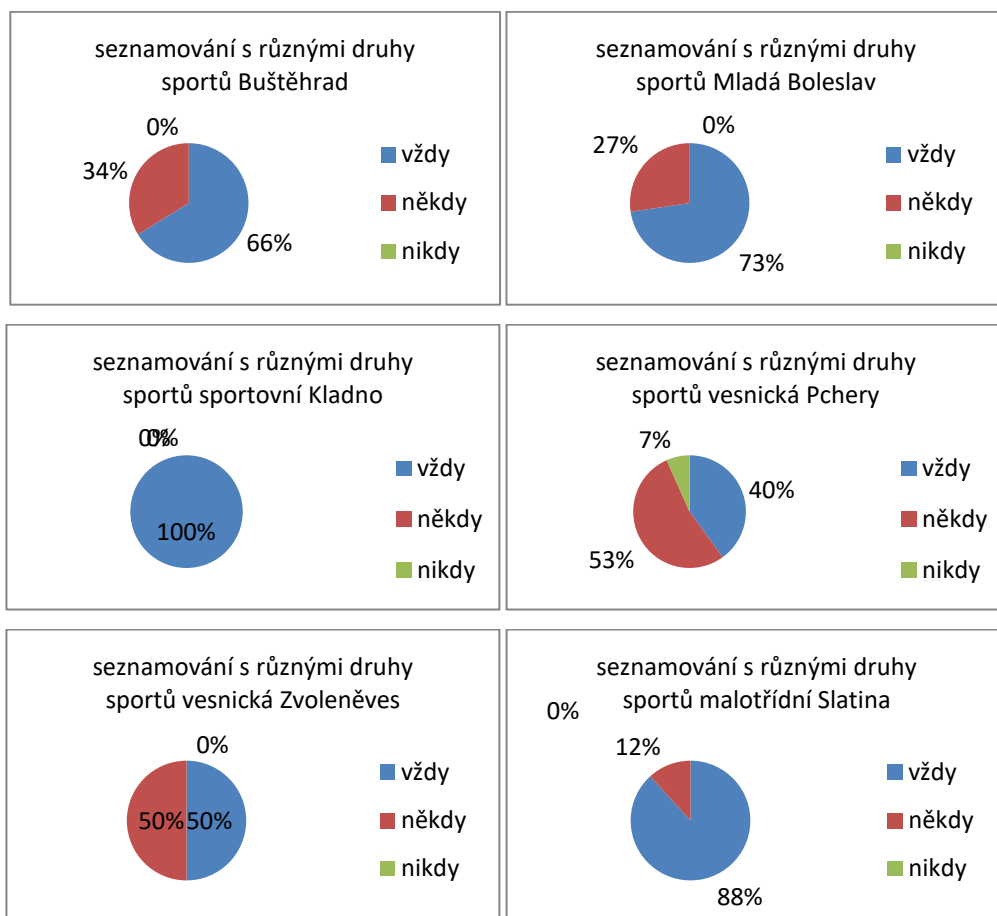 seznamování s různými druhy
sportů Buštěhrad
0%
34%
66%
vždy
někdy
nikdy
seznamování s různými druhy
sportů Mladá Boleslav
0%
27%
73%
vždy
někdy
nikdy
seznamování s různými druhy
sportů sportovní Kladno
0%
0%
100%
vždy
někdy
nikdy
seznamování s různými druhy
sportů vesnická Pchery
7%
40%
53%
vždy
někdy
nikdy
seznamování s různými druhy
sportů vesnická Zvoleněves
0%
50%
50%
vždy
někdy
nikdy
seznamování s různými druhy
sportů malotřídní Slatina
0%
12%
88%
vždy
někdy
nikdy